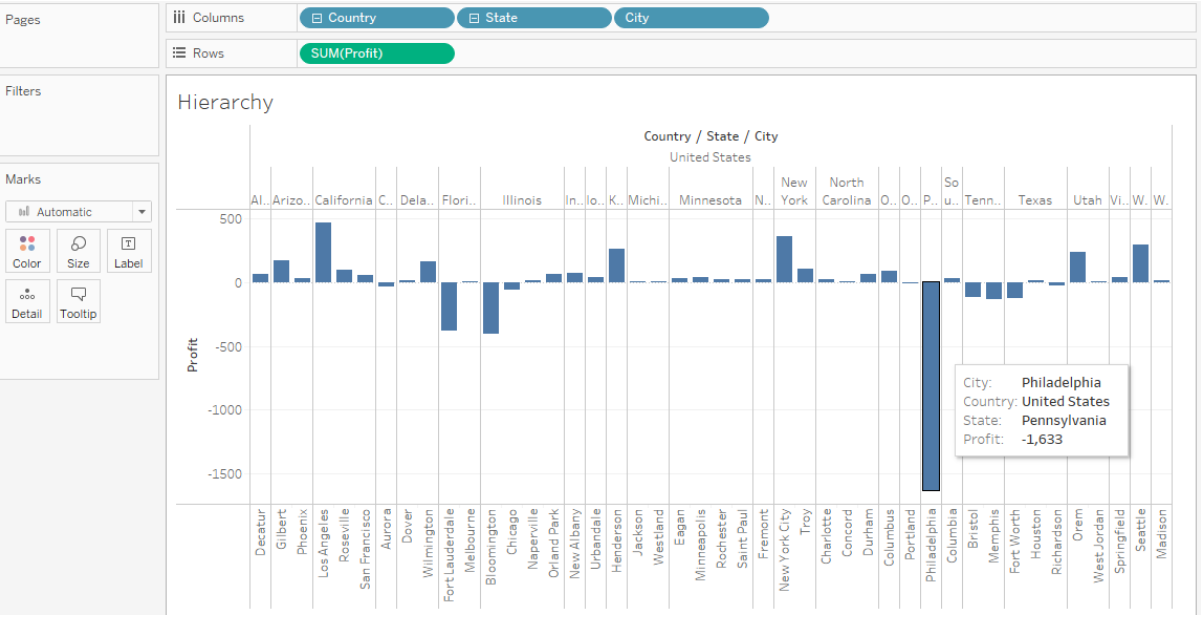 Pages
Columns
Country
State
City
Rows
SUM(Profit)
Filters
Marks
Automatic
Color
Size
Label
Detail
Tooltip
Hierarchy
Country / State / City
United States
New
North
So
Al.. Arizo.. California C.. Dela.. Flori.. Illinois In.. Io.. K.. Michi.. Minnesota N.. York Carolina O.. O.. P.. u.. Tenn.. Texas Utah Vi.. W. W.
500
0
-500
-1000
-1500
Profit
City: Philadelphia
Country: United States
State: Pennsylvania
Profit: -1,633
Decatur
Gilbert
Phoenix
Los Angeles
Roseville
San Francisco
Aurora
Dover
Wilmington
Fort Lauderdale
Melbourne
Bloomington
Chicago
Naperville
Orland Park
New Albany
Urbandale
Henderson
Jackson
Westland
Eagan
Minneapolis
Rochester
Saint Paul
Fremont
New York City
Troy
Charlotte
Concord
Durham
Columbus
Portland
Philadelphia
Columbia
Bristol
Memphis
Fort Worth
Houston
Richardson
Orem
West Jordan
Springfield
Seattle
Madison